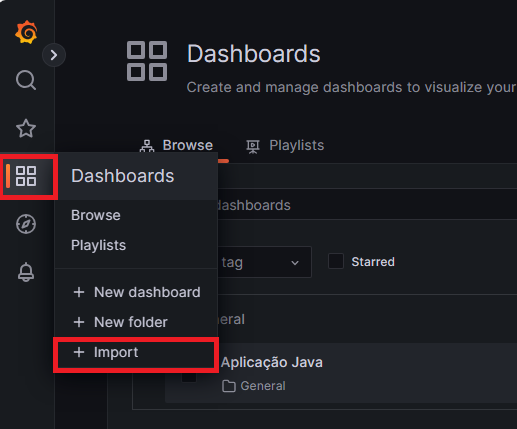 Dashboards
Create and manage dashboards to visualize your
Browse
Playlists
Dashboards
Browse
Playlists
+ New dashboard
+ New folder
+ Import
dashboards
tag
Starred
Aplicação Java
General